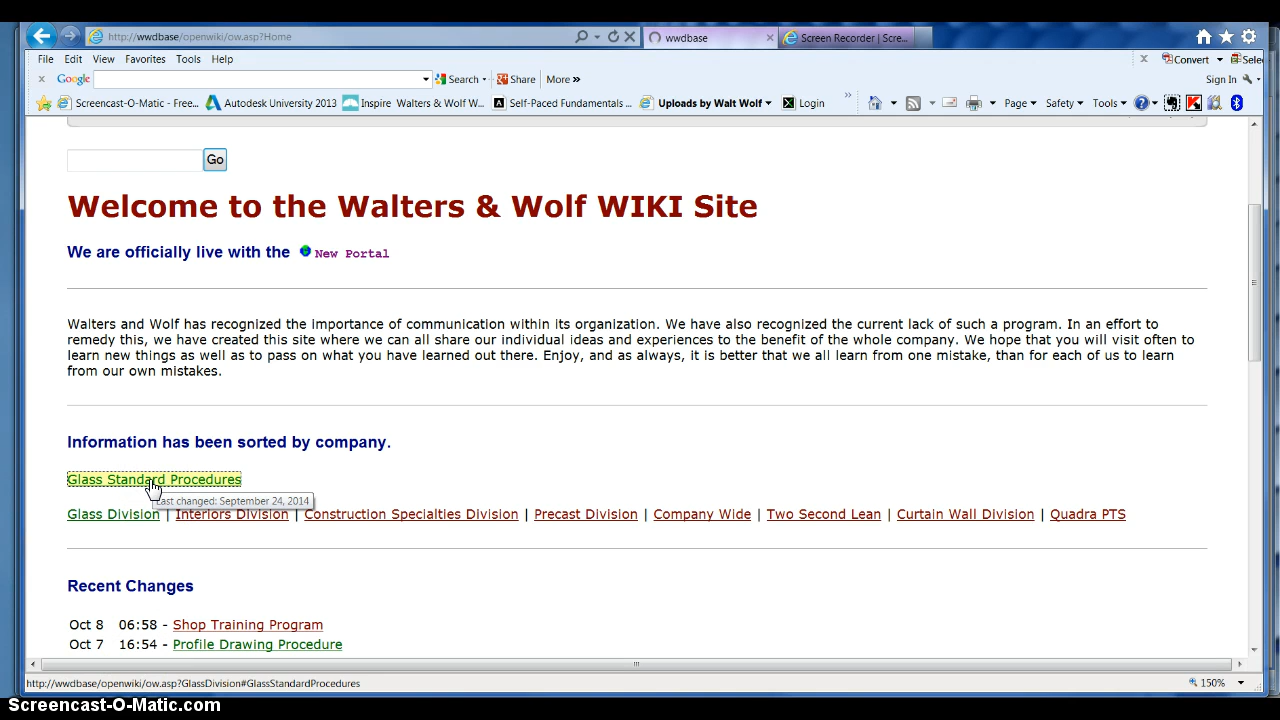 http://wwdbase/openwiki/ow.asp?Home
wwdbase
Screen Recorder | Scre...
File Edit View Favorites Tools Help
Convert
Google
Search
Share
More »
Sign In
Screencast-O-Matic - Free...
Autodesk University 2013
Inspire
Walters & Wolf W...
Self-Paced Fundamentals ...
Uploads by Walt Wolf
Login
»
Page
Safety
Tools
Go
Welcome to the Walters & Wolf WIKI Site
We are officially live with the New Portal
Walters and Wolf has recognized the importance of communication within its organization. We have also recognized the current lack of such a program. In an effort to
remedy this, we have created this site where we can all share our individual ideas and experiences to the benefit of the whole company. We hope that you will visit often to
learn new things as well as to pass on what you have learned out there. Enjoy, and as always, it is better that we all learn from one mistake, than for each of us to learn
from our own mistakes.
Information has been sorted by company.
Glass Standard Procedures
Last changed: September 24, 2014
Glass Division | Interiors Division | Construction Specialties Division | Precast Division | Company Wide | Two Second Lean | Curtain Wall Division | Quadra PTS
Recent Changes
Oct 8 06:58 - Shop Training Program
Oct 7 16:54 - Profile Drawing Procedure
http://wwdbase/openwiki/ow.asp?GlassDivision#GlassStandardProcedures
150%
Screencast-O-Matic.com